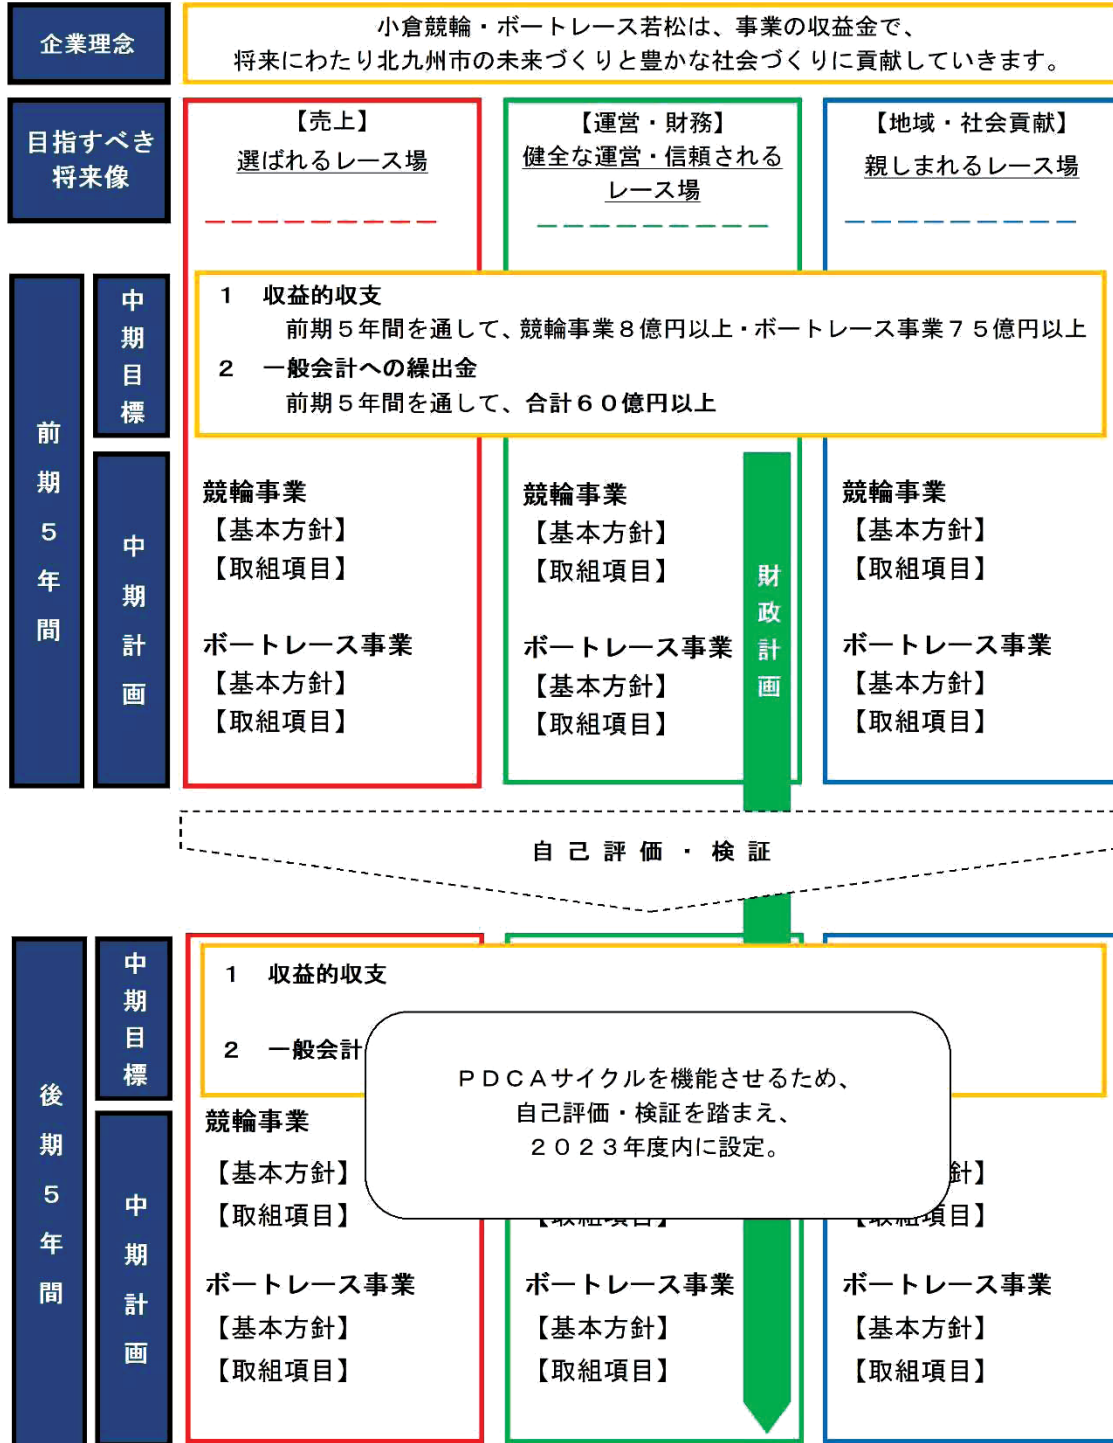 企業理念
小倉競輪・ボートレース若松は、事業の収益金で、
将来にわたり北九州市の未来づくりと豊かな社会づくりに貢献していきます。
目指すべき
将来像
【売上】
選ばれるレース場
【運営・財務】
健全な運営・信頼される
レース場
【地域・社会貢献】
親しまれるレース場
前期5年間
中期目標
1 収益的収支
前期5年間を通して、競輪事業8億円以上・ボートレース事業75億円以上
2 一般会計への繰出金
前期5年間を通して、合計60億円以上
中期計画
競輪事業
【基本方針】
【取組項目】
ボートレース事業
【基本方針】
【取組項目】
競輪事業
【基本方針】
【取組項目】
ボートレース事業
【基本方針】
【取組項目】
財政計画
競輪事業
【基本方針】
【取組項目】
ボートレース事業
【基本方針】
【取組項目】
自己評価・検証
後期5年間
中期目標
1 収益的収支
2 一般会計
PDCAサイクルを機能させるため、
自己評価・検証を踏まえ、
2023年度内に設定。
中期計画
競輪事業
【基本方針】
【取組項目】
ボートレース事業
【基本方針】
【取組項目】
【取組項目】
ボートレース事業
【基本方針】
【取組項目】
針】
【取組項目】
ボートレース事業
【基本方針】
【取組項目】